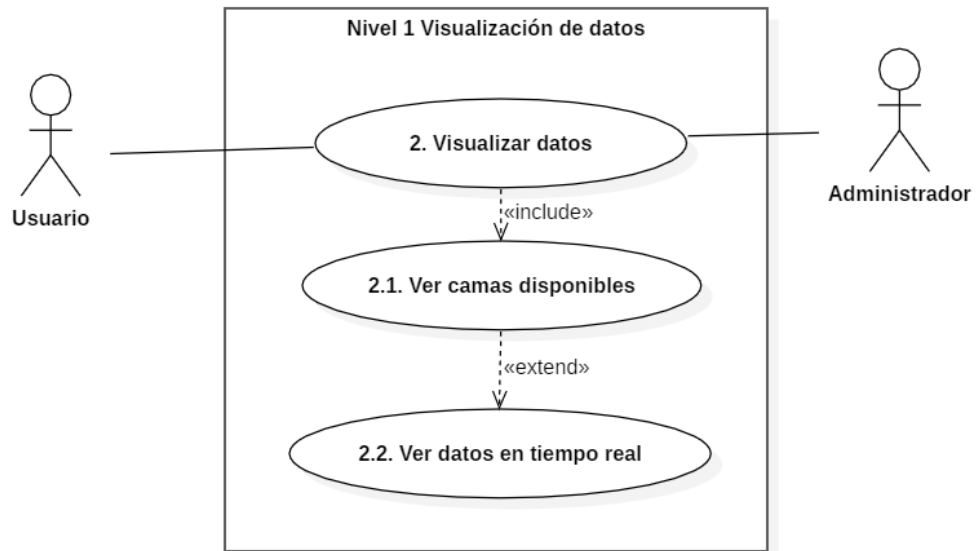 Nivel 1 Visualización de datos
2. Visualizar datos
Usuario
Administrador
«include»
2.1. Ver camas disponibles
«extend»
2.2. Ver datos en tiempo real